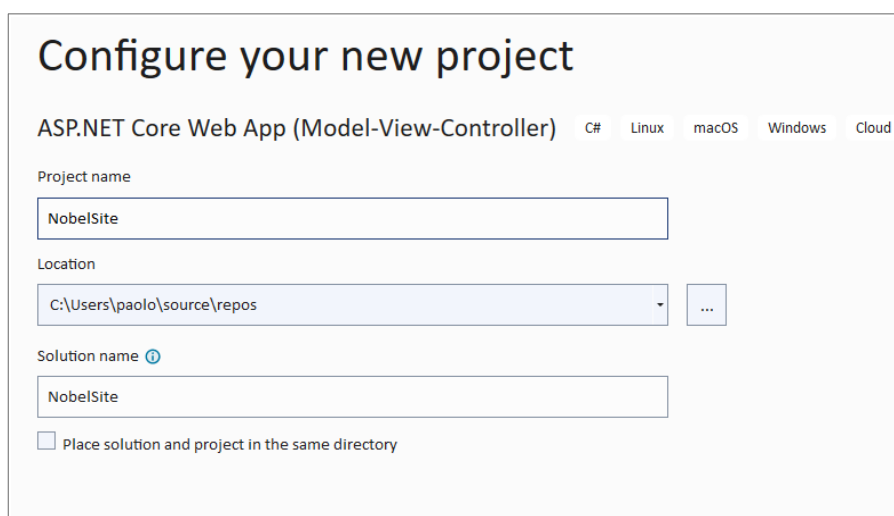 Configure your new project
ASP.NET Core Web App (Model-View-Controller) C# Linux macOS Windows Cloud
Project name
NobelSite
Location
C:\Users\paolo\source\repos
...
Solution name
NobelSite
Place solution and project in the same directory